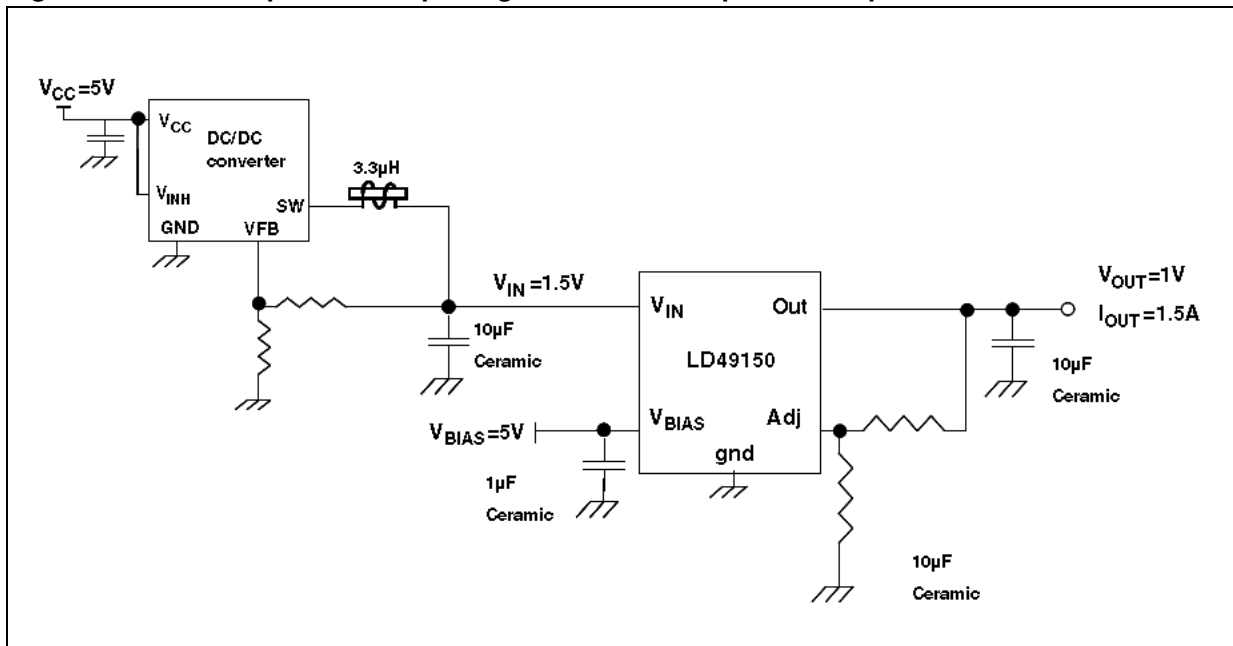 V_CC=5V
V_CC
DC/DC
converter
V_INH
SW
GND
VFB
3.3µH
V_IN =1.5V
10µF
Ceramic
V_IN
Out
LD49150
V_BIAS
Adj
gnd
V_BIAS=5V
1µF
Ceramic
V_OUT=1V
I_OUT=1.5A
10µF
Ceramic
10µF
Ceramic